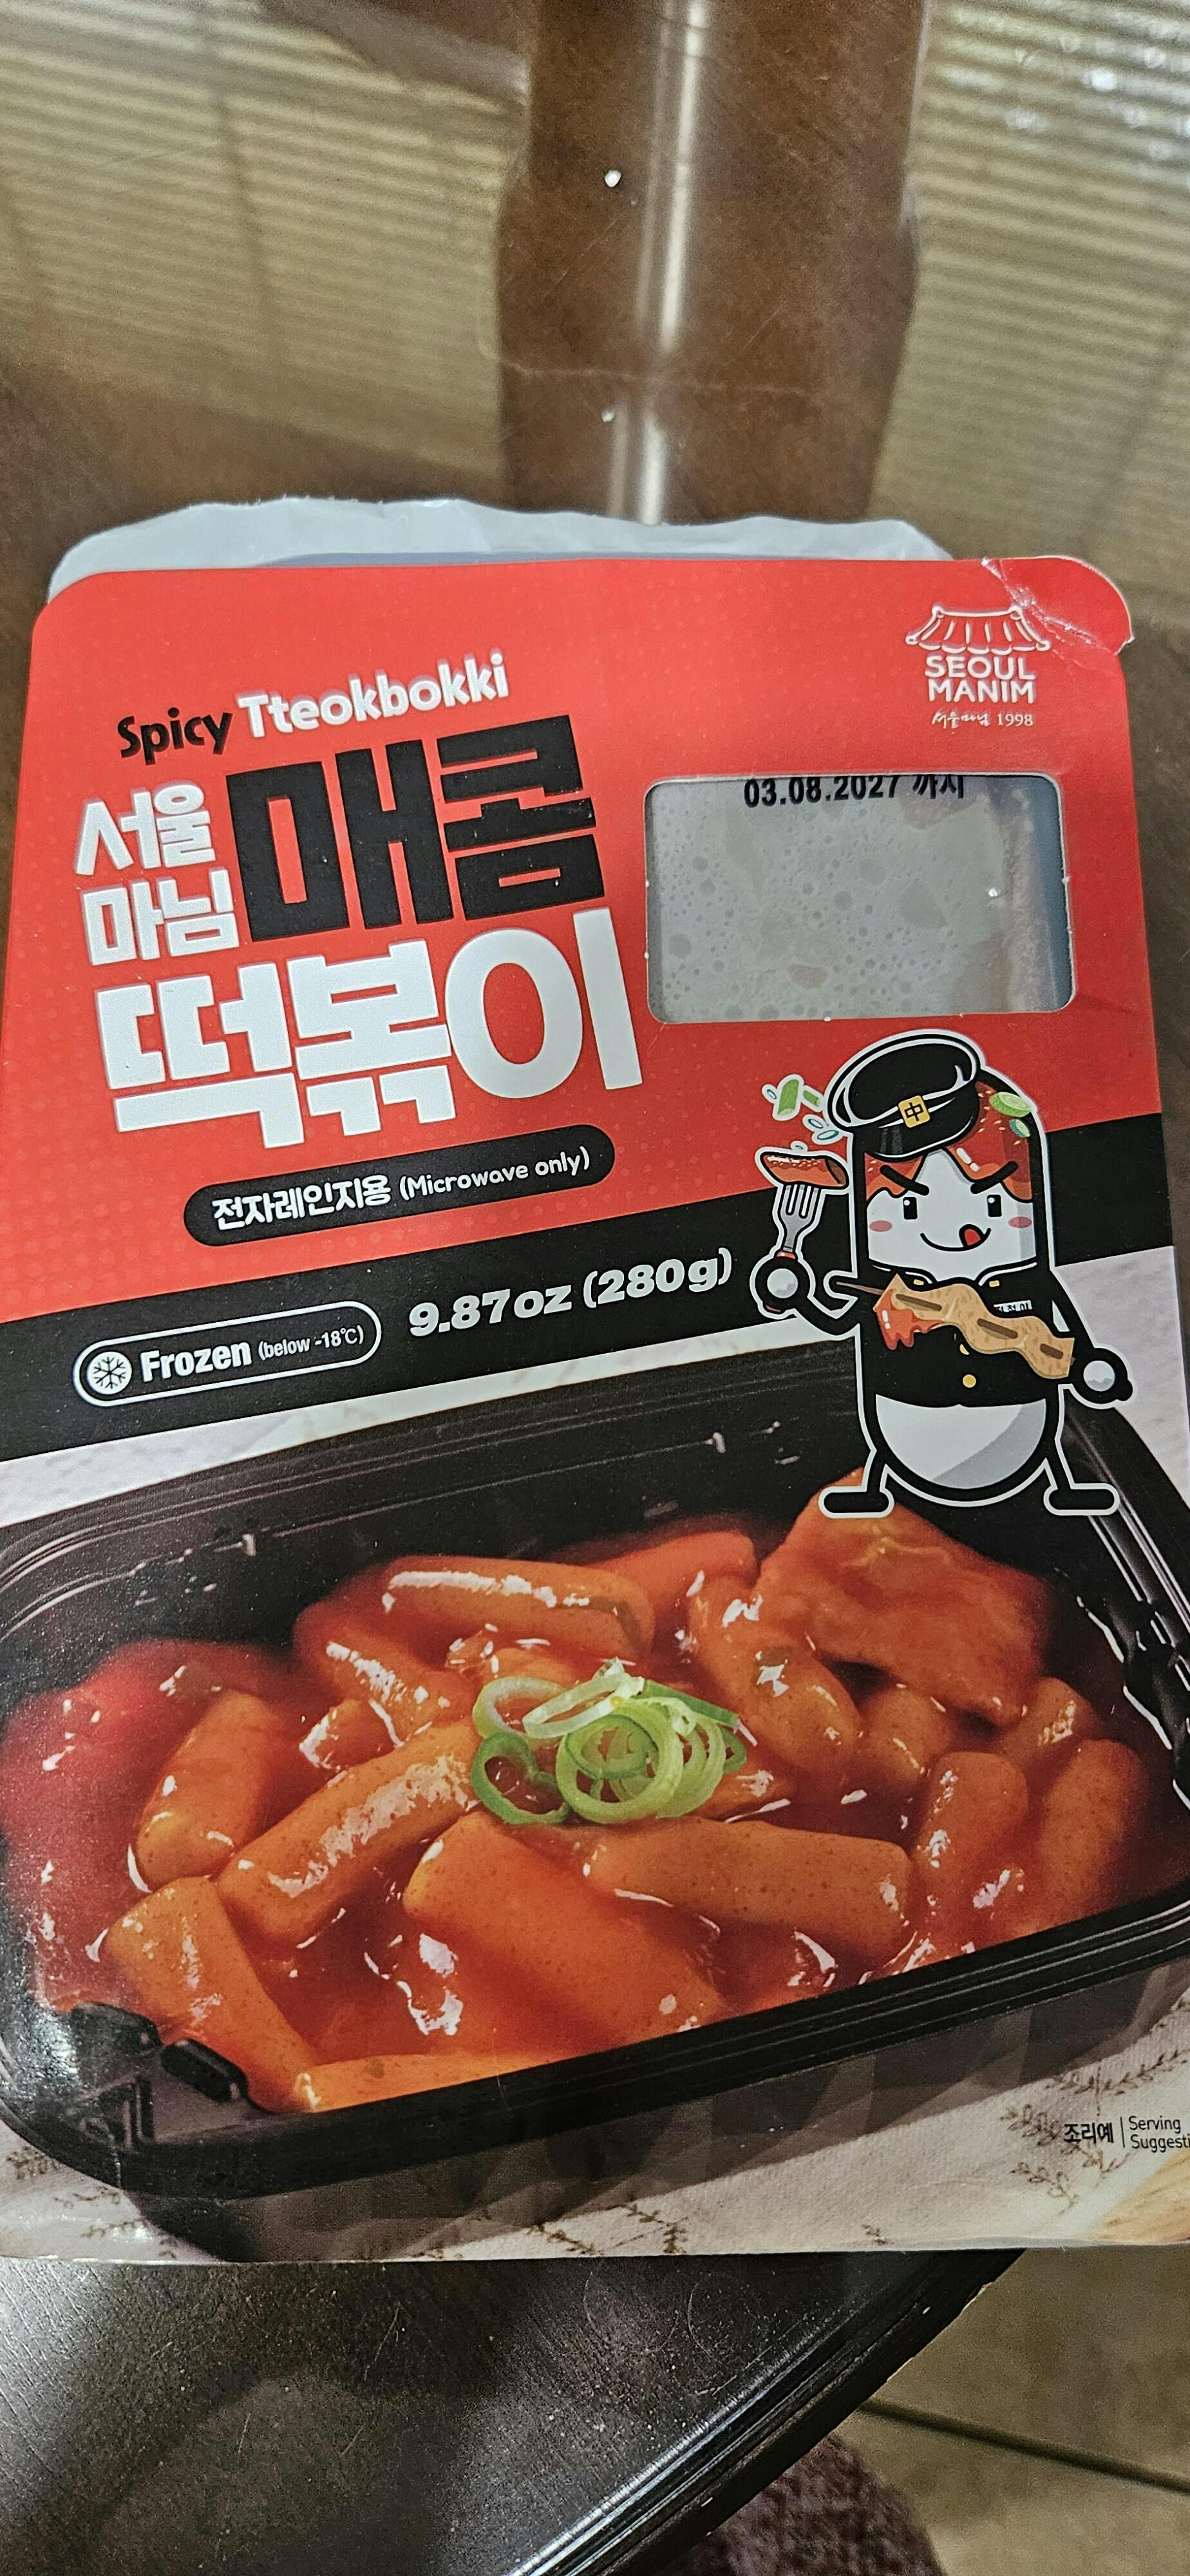 SEOUL
MANIM
서울마님 1998
Spicy Tteokbokki
서울
마님
매콤
떡볶이
03.08.2027 까지
中
전자레인지용 (Microwave only)
9.87oz (280g)
Frozen (below -18℃)
조리예 | Serving
Suggesti